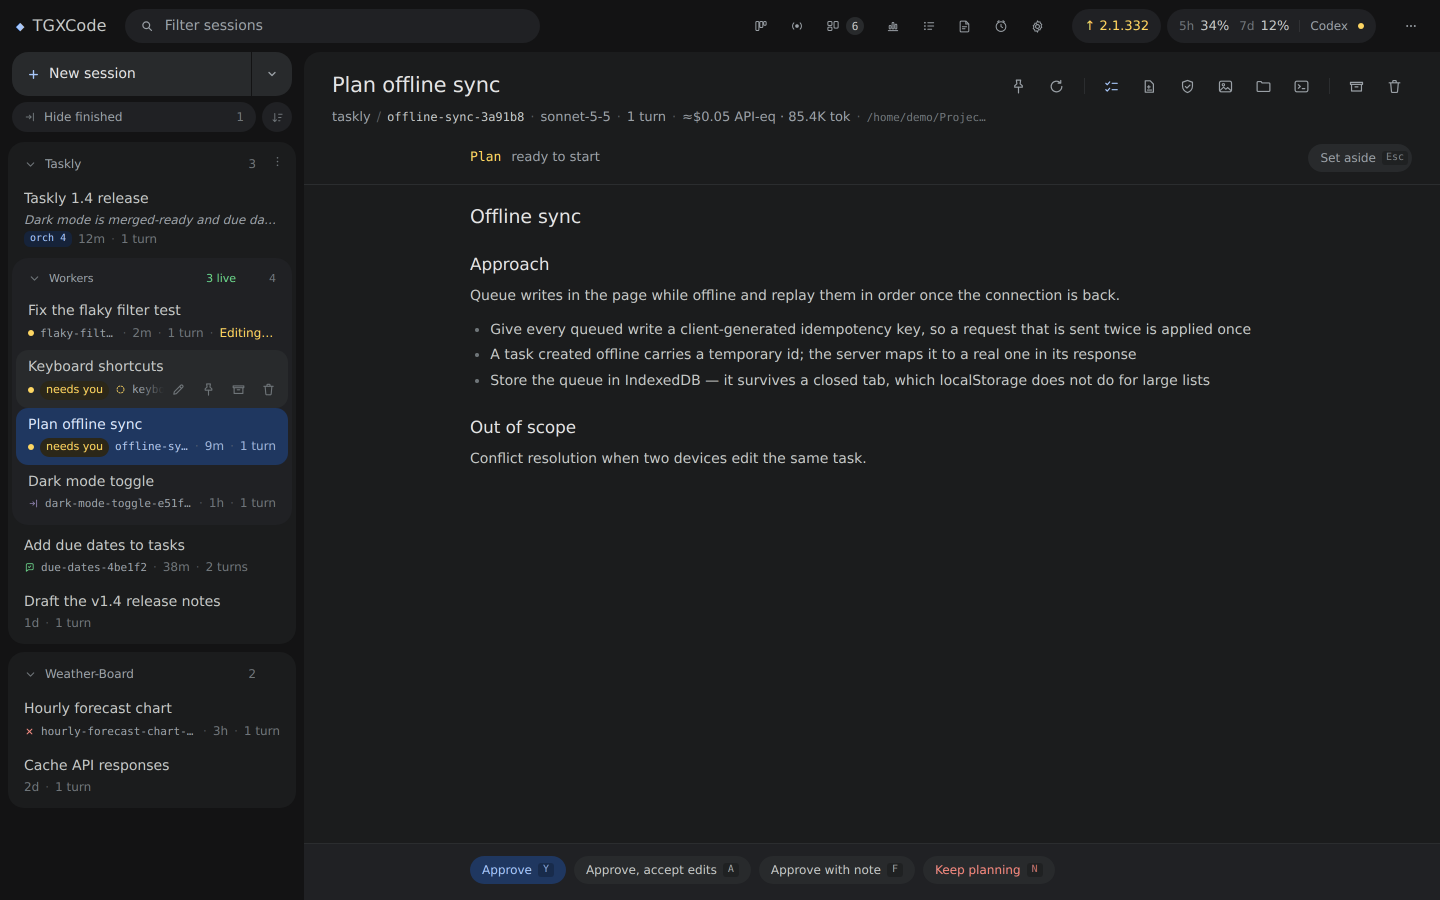 TGXCode
Filter sessions
6
↑ 2.1.332
5h 34% 7d 12% Codex
+ New session
Hide finished 1
Taskly 3
Taskly 1.4 release
Dark mode is merged-ready and due da…
orch 4 12m · 1 turn
Workers 3 live 4
Fix the flaky filter test
flaky-filt… · 2m · 1 turn · Editing…
Keyboard shortcuts
needs you keybo
Plan offline sync
needs you offline-sy… · 9m · 1 turn
Dark mode toggle
dark-mode-toggle-e51f… · 1h · 1 turn
Add due dates to tasks
due-dates-4be1f2 · 38m · 2 turns
Draft the v1.4 release notes
1d · 1 turn
Weather-Board 2
Hourly forecast chart
hourly-forecast-chart-… · 3h · 1 turn
Cache API responses
2d · 1 turn
Plan offline sync
taskly / offline-sync-3a91b8 · sonnet-5-5 · 1 turn · ≈$0.05 API-eq · 85.4K tok · /home/demo/Projec…
Plan ready to start
Set aside Esc
Offline sync
Approach
Queue writes in the page while offline and replay them in order once the connection is back.
• Give every queued write a client-generated idempotency key, so a request that is sent twice is applied once
• A task created offline carries a temporary id; the server maps it to a real one in its response
• Store the queue in IndexedDB — it survives a closed tab, which localStorage does not do for large lists
Out of scope
Conflict resolution when two devices edit the same task.
Approve Y
Approve, accept edits A
Approve with note F
Keep planning N